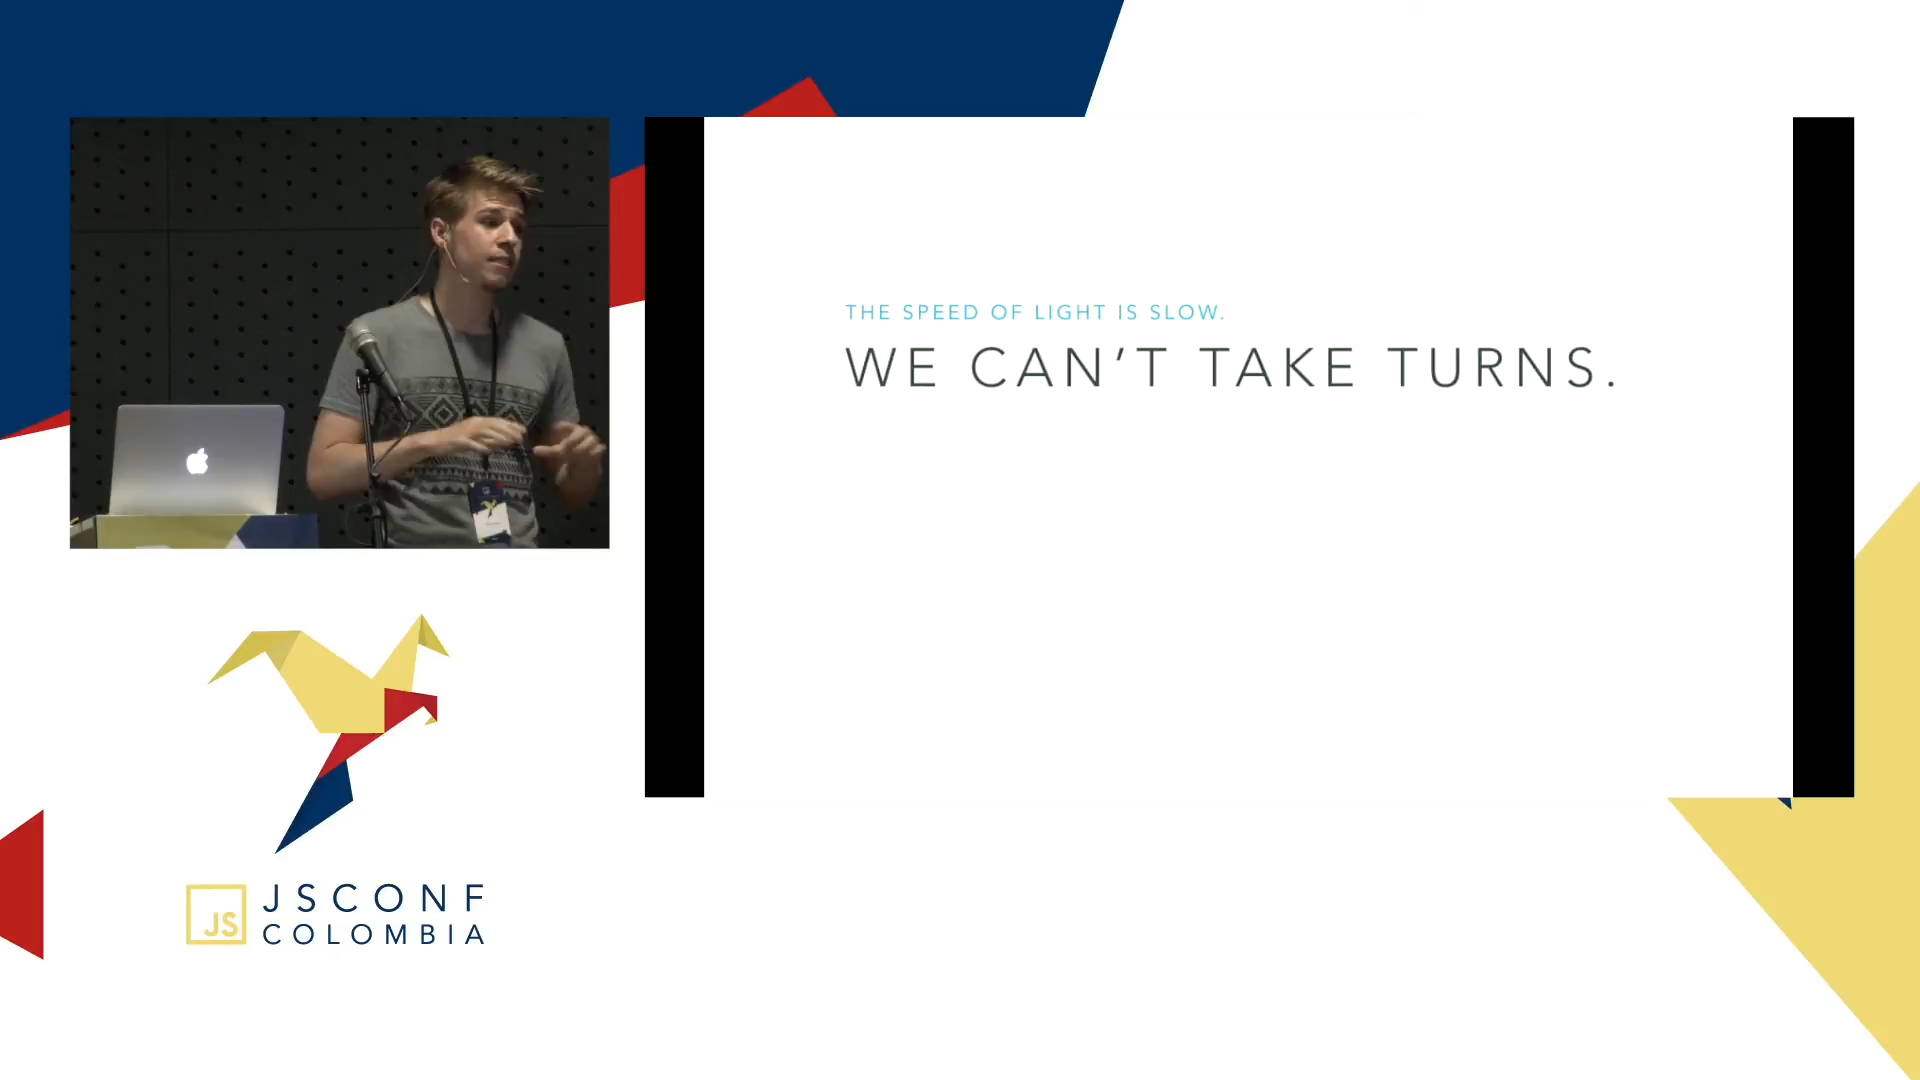 THE SPEED OF LIGHT IS SLOW.
WE CAN'T TAKE TURNS.
JS
JSCONF
COLOMBIA